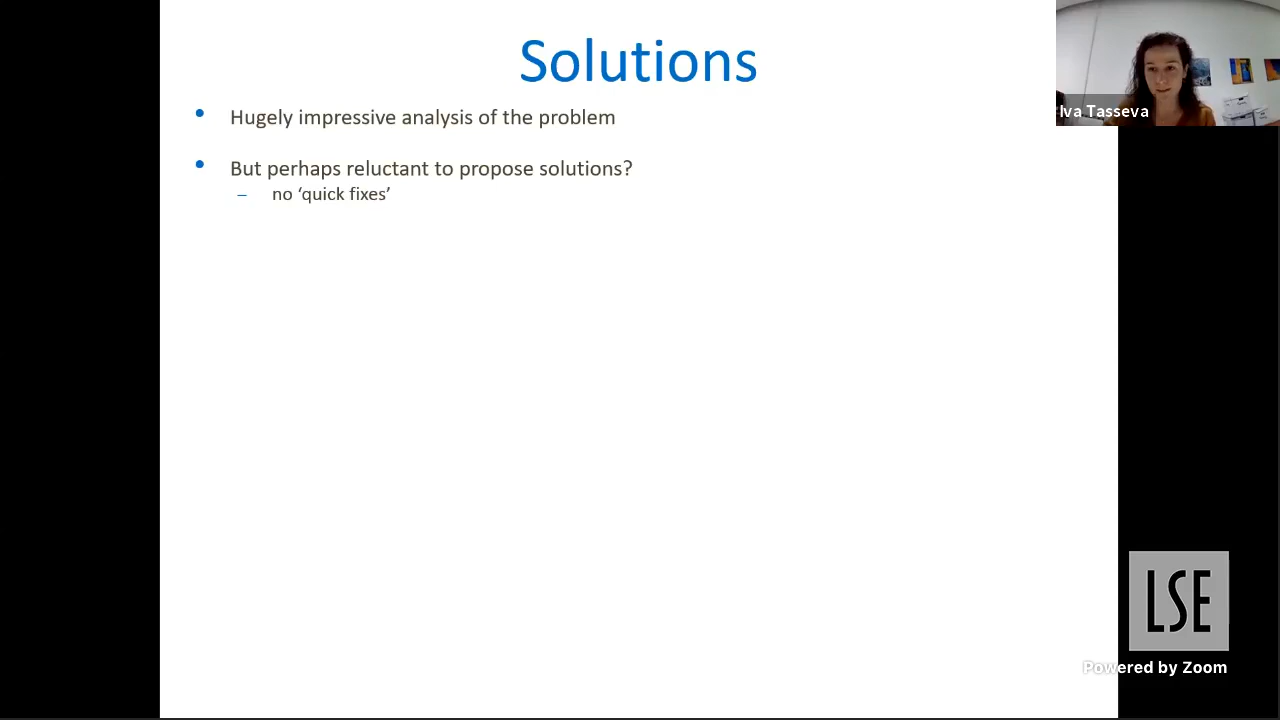 Solutions
• Hugely impressive analysis of the problem
• But perhaps reluctant to propose solutions?
– no ‘quick fixes’
Iva Tasseva
LSE
Powered by Zoom